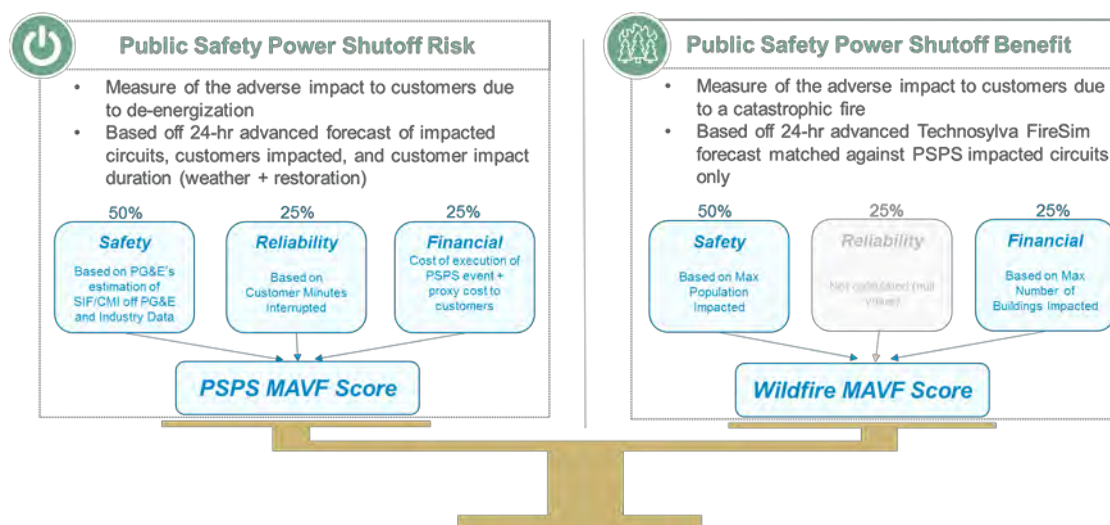 Public Safety Power Shutoff Risk
• Measure of the adverse impact to customers due
to de-energization
• Based off 24-hr advanced forecast of impacted
circuits, customers impacted, and customer impact
duration (weather + restoration)
50%
Safety
Based on PG&E's
estimation of
SIF/CMI off PG&E
and Industry Data
25%
Reliability
Based on
Customer Minutes
Interrupted
25%
Financial
Cost of execution of
PSPS event +
proxy cost to
customers
PSPS MAVF Score
Public Safety Power Shutoff Benefit
• Measure of the adverse impact to customers due
to a catastrophic fire
• Based off 24-hr advanced Technosylva FireSim
forecast matched against PSPS impacted circuits
only
50%
Safety
Based on Max
Population
Impacted
25%
Reliability
Not calculated (null
value)
25%
Financial
Based on Max
Number of
Buildings Impacted
Wildfire MAVF Score